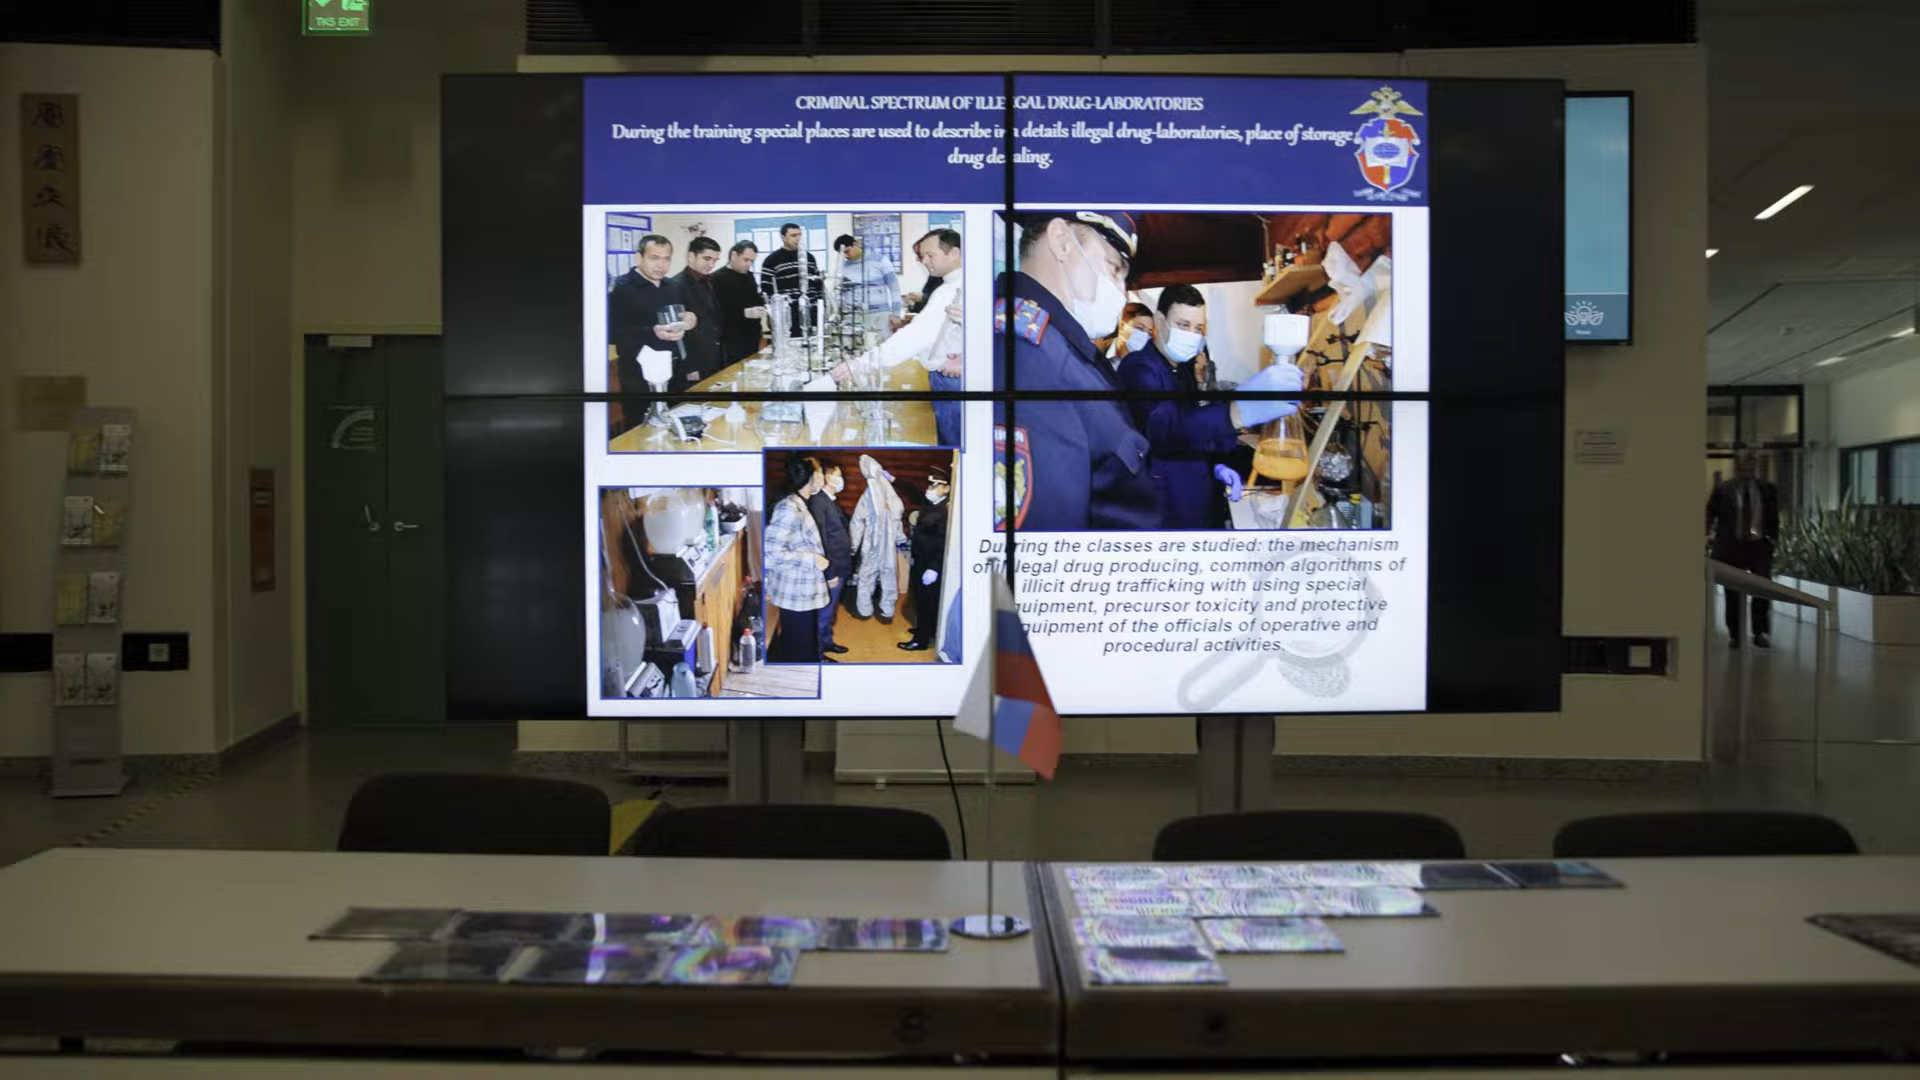 EXIT
CRIMINAL SPECTRUM OF ILLEGAL DRUG-LABORATORIES
During the training special places are used to describe in details illegal drug-laboratories, place of storage,
drug dealing.
During the classes are studied: the mechanism
of illegal drug producing, common algorithms of
illicit drug trafficking with using special
equipment, precursor toxicity and protective
equipment of the officials of operative and
procedural activities.